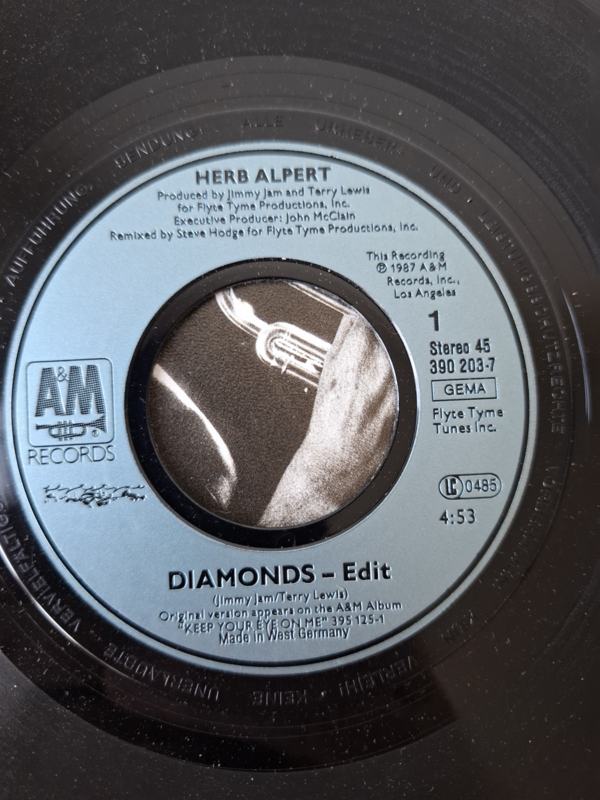 HERB ALPERT
Produced by Jimmy Jam and Terry Lewis
for Flyte Tyme Productions, Inc.
Executive Producer: John McClain
Remixed by Steve Hodge for Flyte Tyme Productions, Inc.
This Recording
℗ 1987 A&M
Records, Inc.,
Los Angeles
1
Stereo 45
390 203-7
GEMA
Flyte Tyme
Tunes Inc.
LC 0485
4:53
A&M
®
RECORDS
DIAMONDS – Edit
(Jimmy Jam/Terry Lewis)
Original version appears on the A&M Album
"KEEP YOUR EYE ON ME" 395 125-1
Made in West Germany
ALLE URHEBER- UND LEISTUNGSSCHUTZRECHTE
KEINE UNERLAUBTE
VERLEIH!
AUFFÜHRUNG,
SENDUNG!